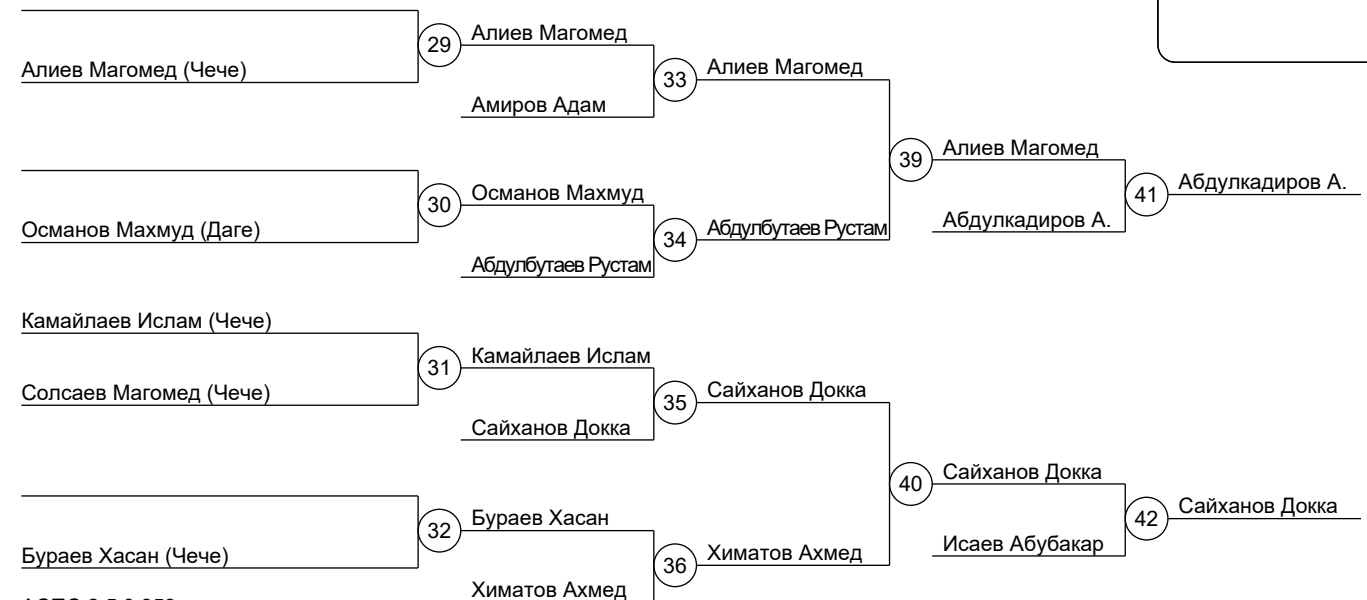 Алиев Магомед (Чече)
29
Алиев Магомед
Амиров Адам
33
Алиев Магомед
Османов Махмуд (Даге)
30
Османов Махмуд
Абдулбутаев Рустам
34
Абдулбутаев Рустам
39
Алиев Магомед
Абдулкадиров А.
41
Абдулкадиров А.
Камайлаев Ислам (Чече)
Солсаев Магомед (Чече)
31
Камайлаев Ислам
Сайханов Докка
35
Сайханов Докка
Бураев Хасан (Чече)
32
Бураев Хасан
Химатов Ахмед
36
Химатов Ахмед
40
Сайханов Докка
Исаев Абубакар
42
Сайханов Докка